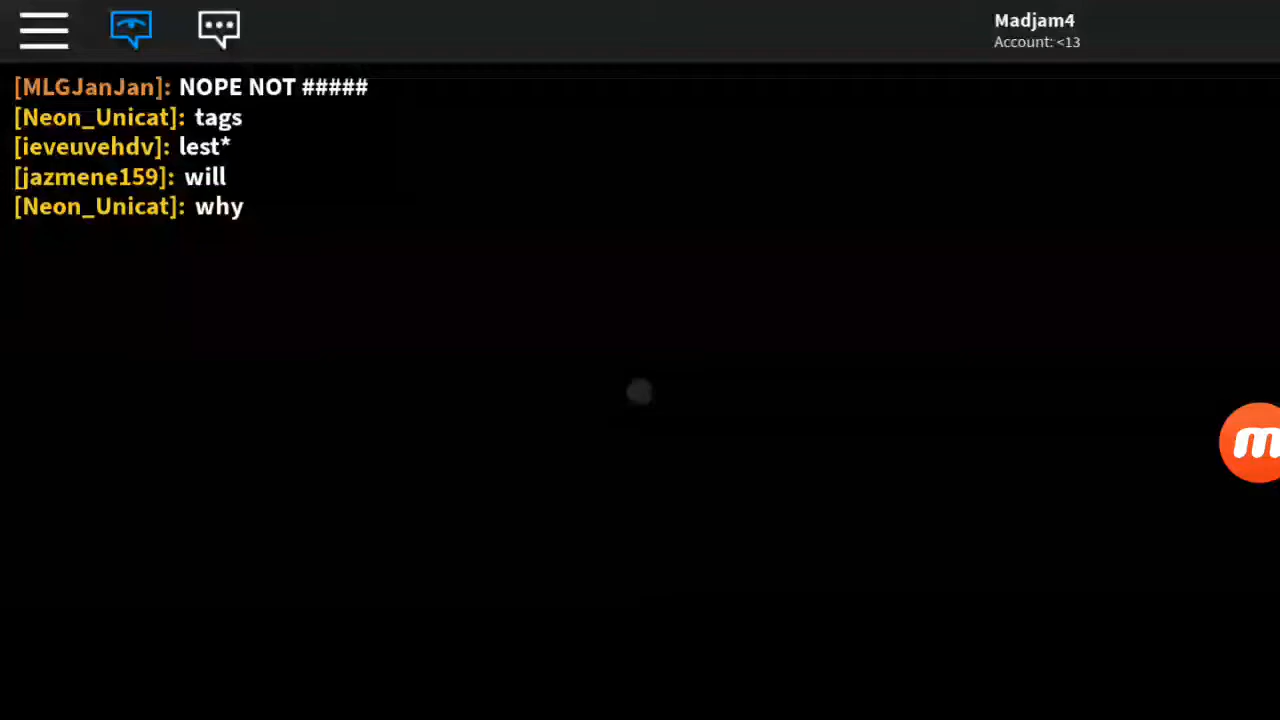 Madjam4
Account: <13
[MLGJanJan]: NOPE NOT #####
[Neon_Unicat]: tags
[ieveuvehdv]: lest*
[jazmene159]: will
[Neon_Unicat]: why
m